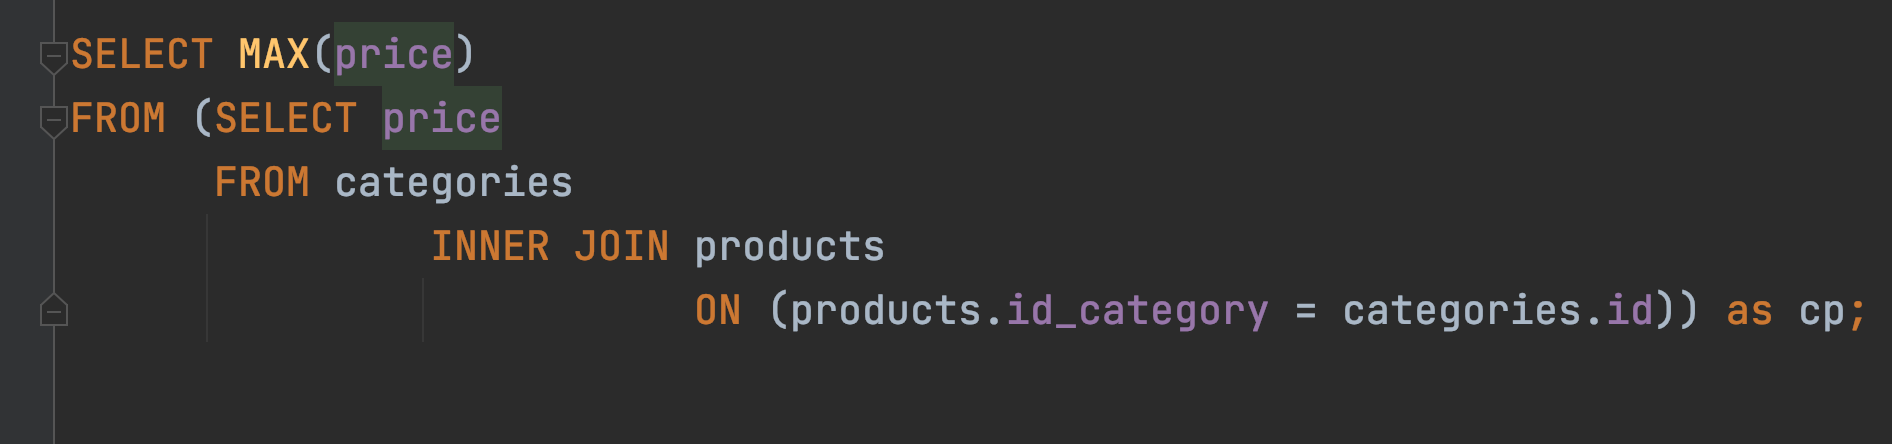 SELECT MAX(price)
FROM (SELECT price
FROM categories
INNER JOIN products
ON (products.id_category = categories.id)) as cp;